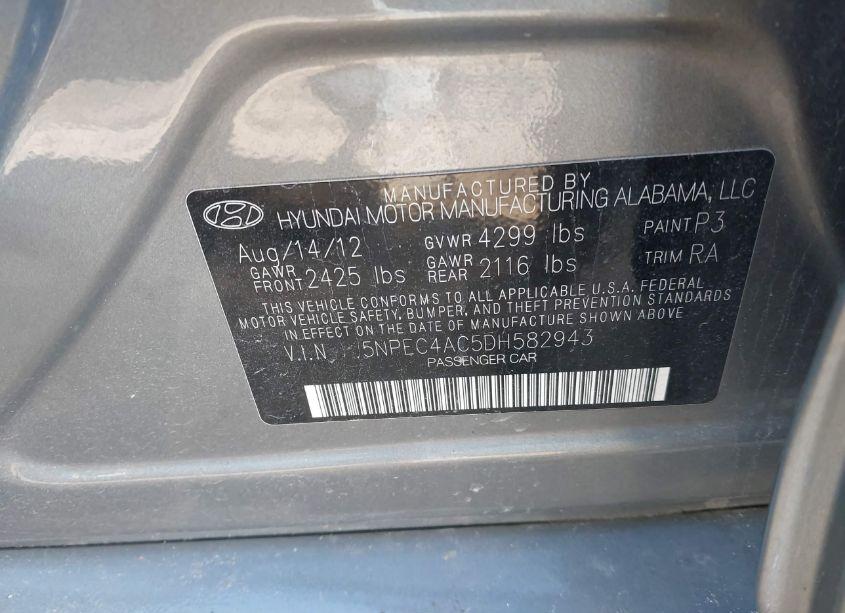 MANUFACTURED BY
HYUNDAI MOTOR MANUFACTURING ALABAMA, LLC
Aug/14/12 GVWR 4299 lbs PAINT P3
GAWR FRONT 2425 lbs GAWR REAR 2116 lbs TRIM RA
THIS VEHICLE CONFORMS TO ALL APPLICABLE U.S.A. FEDERAL
MOTOR VEHICLE SAFETY, BUMPER, AND THEFT PREVENTION STANDARDS
IN EFFECT ON THE DATE OF MANUFACTURE SHOWN ABOVE
V.I.N. 5NPEC4AC5DH582943
PASSENGER CAR